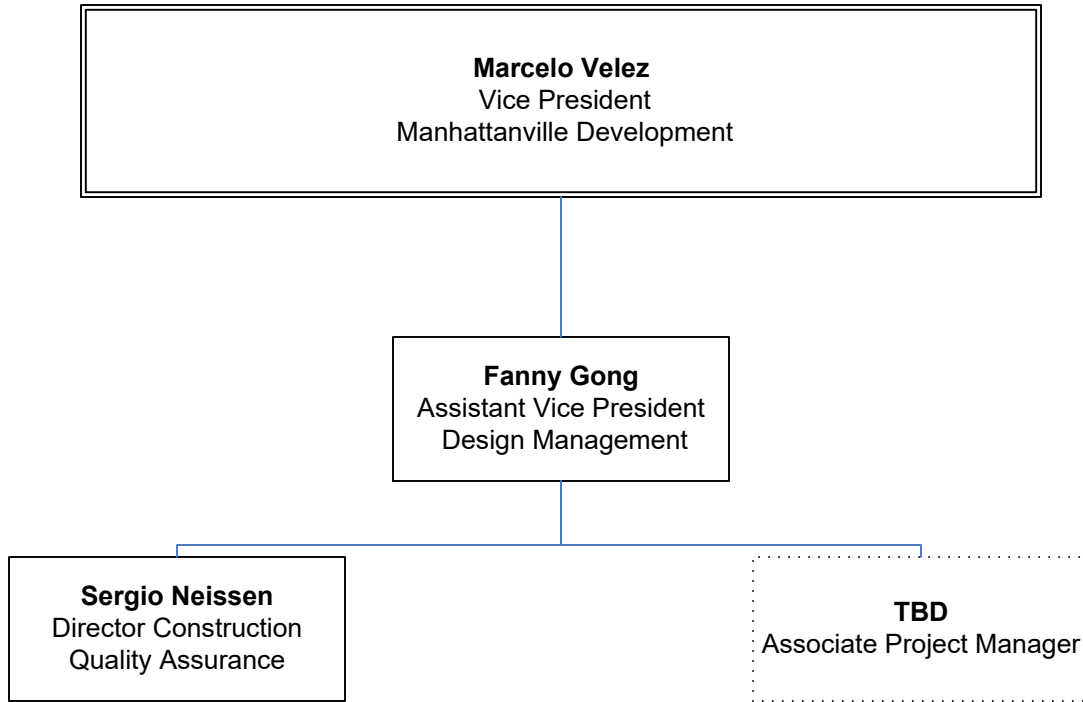 Marcelo Velez
Vice President
Manhattanville Development
Fanny Gong
Assistant Vice President
Design Management
Sergio Neissen
Director Construction
Quality Assurance
TBD
Associate Project Manager